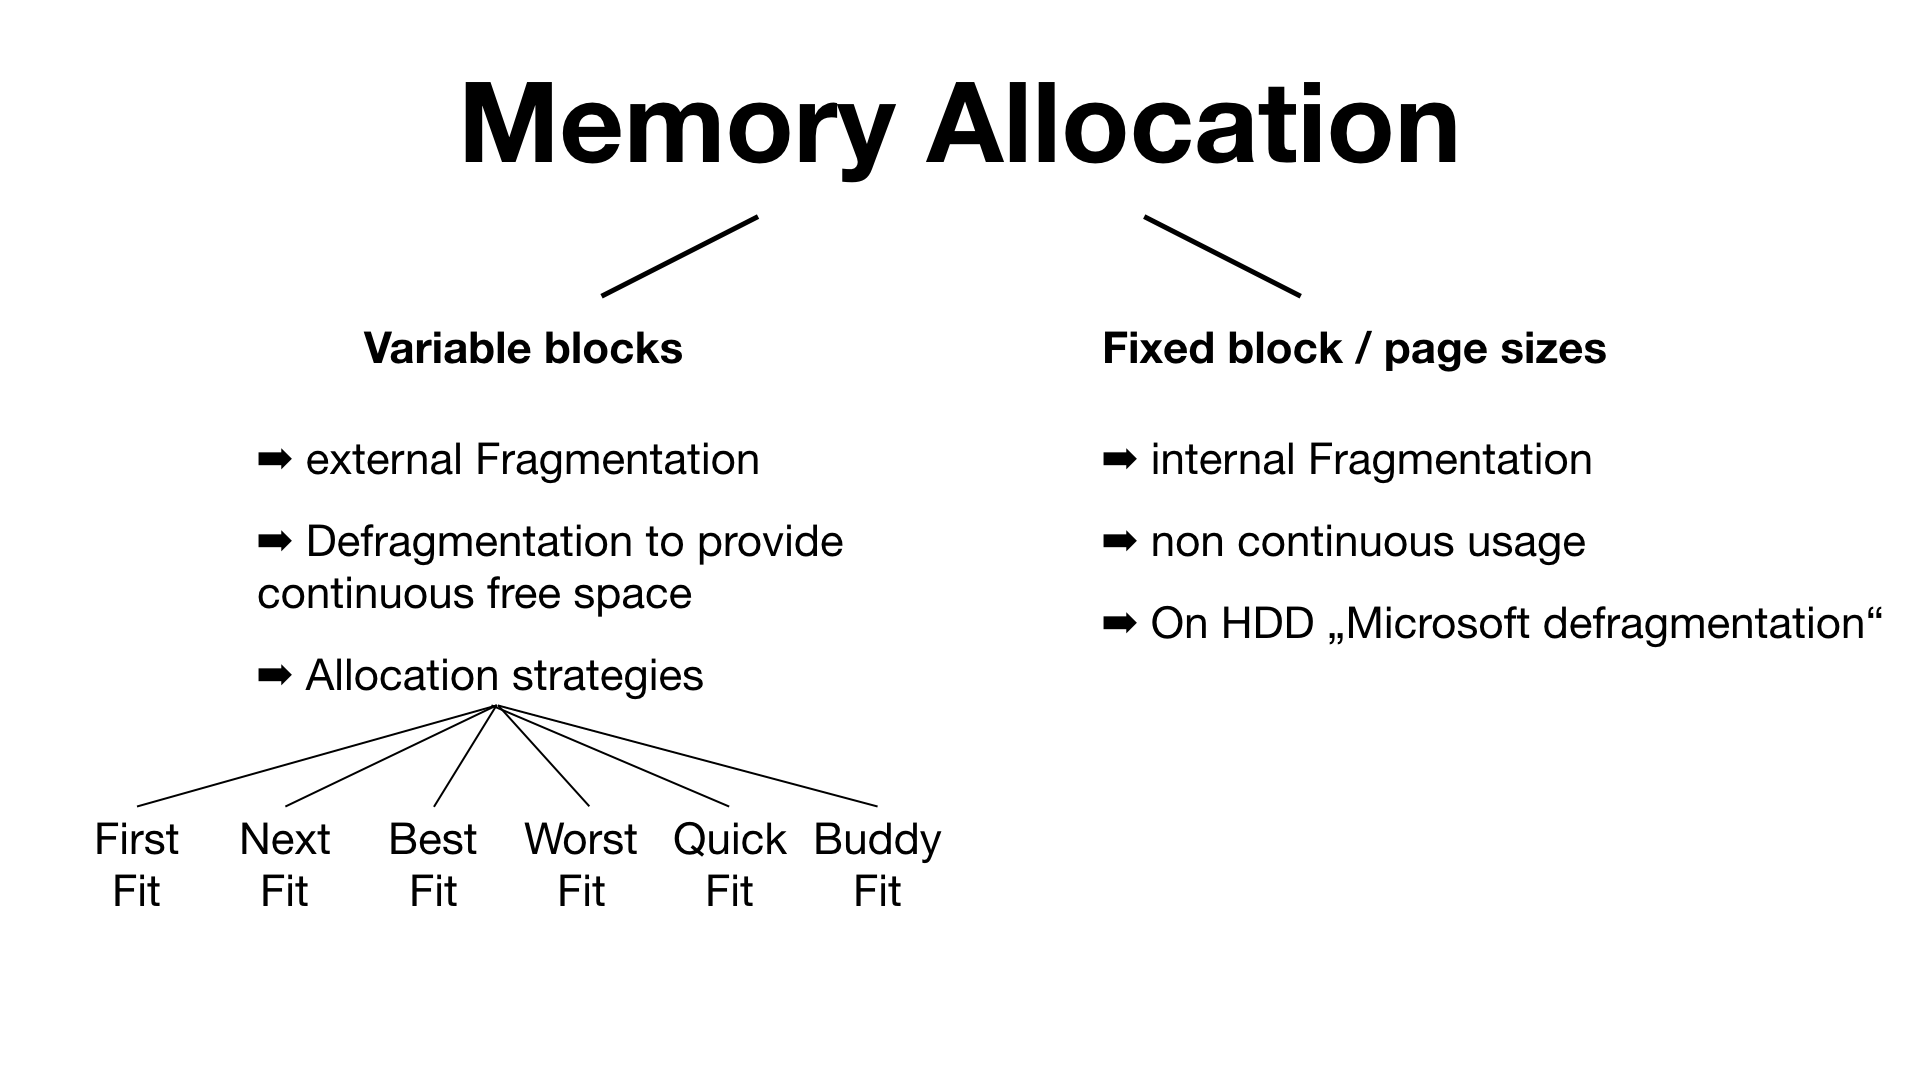 Memory Allocation
Variable blocks
➡ external Fragmentation
➡ Defragmentation to provide
continuous free space
➡ Allocation strategies
First Fit
Next Fit
Best Fit
Worst Fit
Quick Fit
Buddy Fit
Fixed block / page sizes
➡ internal Fragmentation
➡ non continuous usage
➡ On HDD „Microsoft defragmentation“